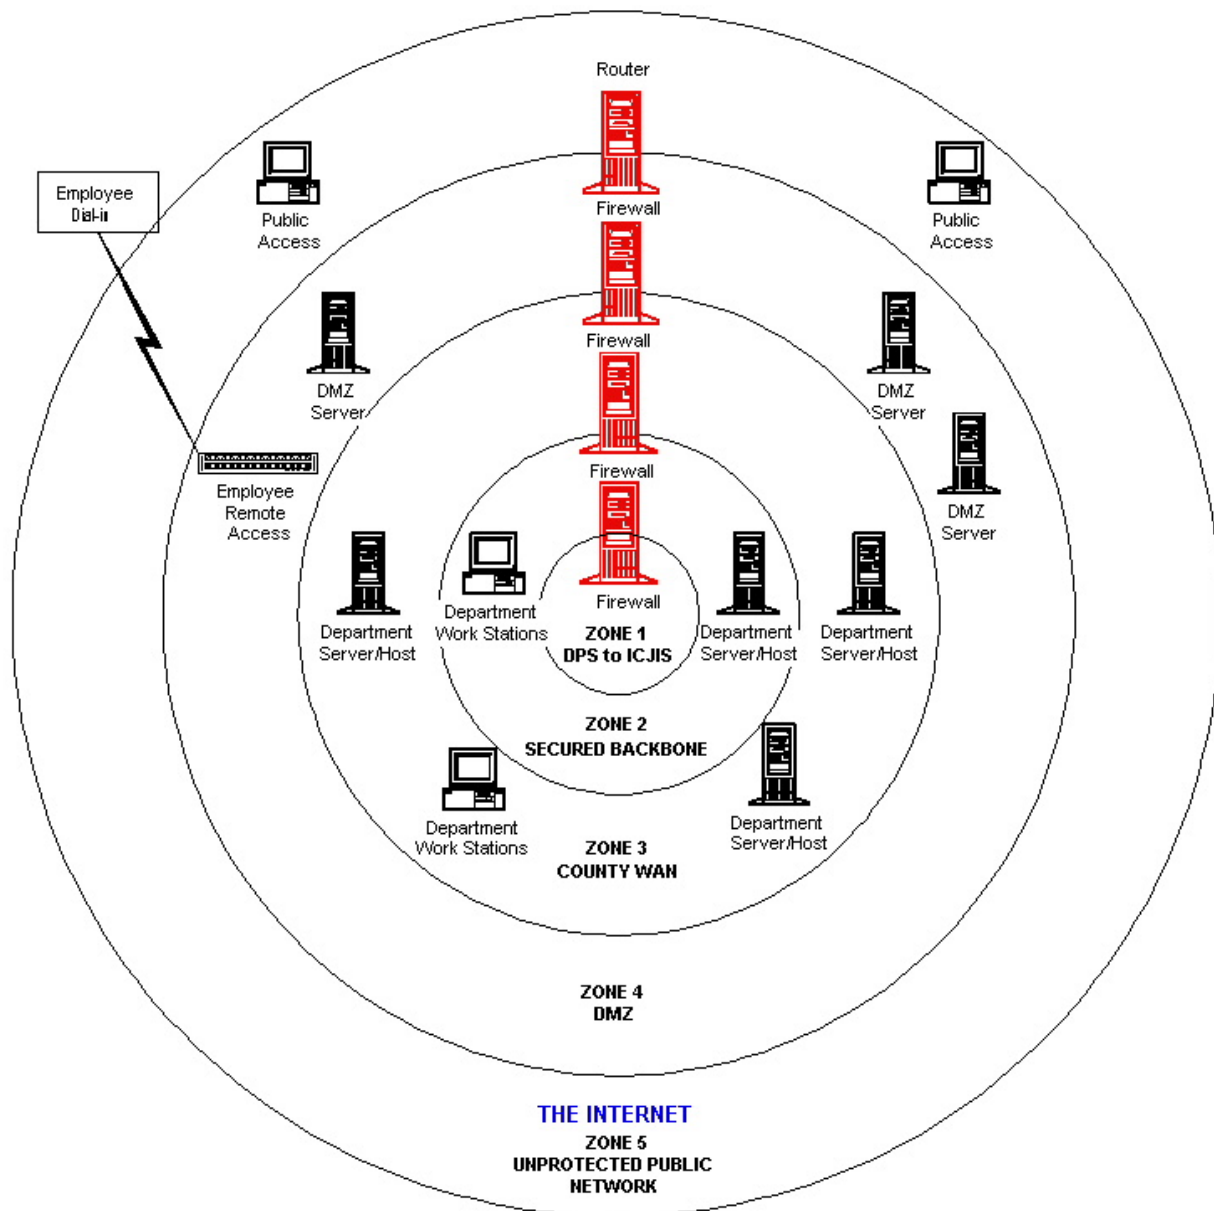 Router
Employee
Dial-in
Public
Access
Firewall
Public
Access
Firewall
DMZ
Server
DMZ
Server
Firewall
Employee
Remote
Access
DMZ
Server
Department
Server/Host
Department
Work Stations
Firewall
ZONE 1
DPS to ICJIS
Department
Server/Host
Department
Server/Host
ZONE 2
SECURED BACKBONE
Department
Work Stations
Department
Server/Host
ZONE 3
COUNTY WAN
ZONE 4
DMZ
THE INTERNET
ZONE 5
UNPROTECTED PUBLIC
NETWORK